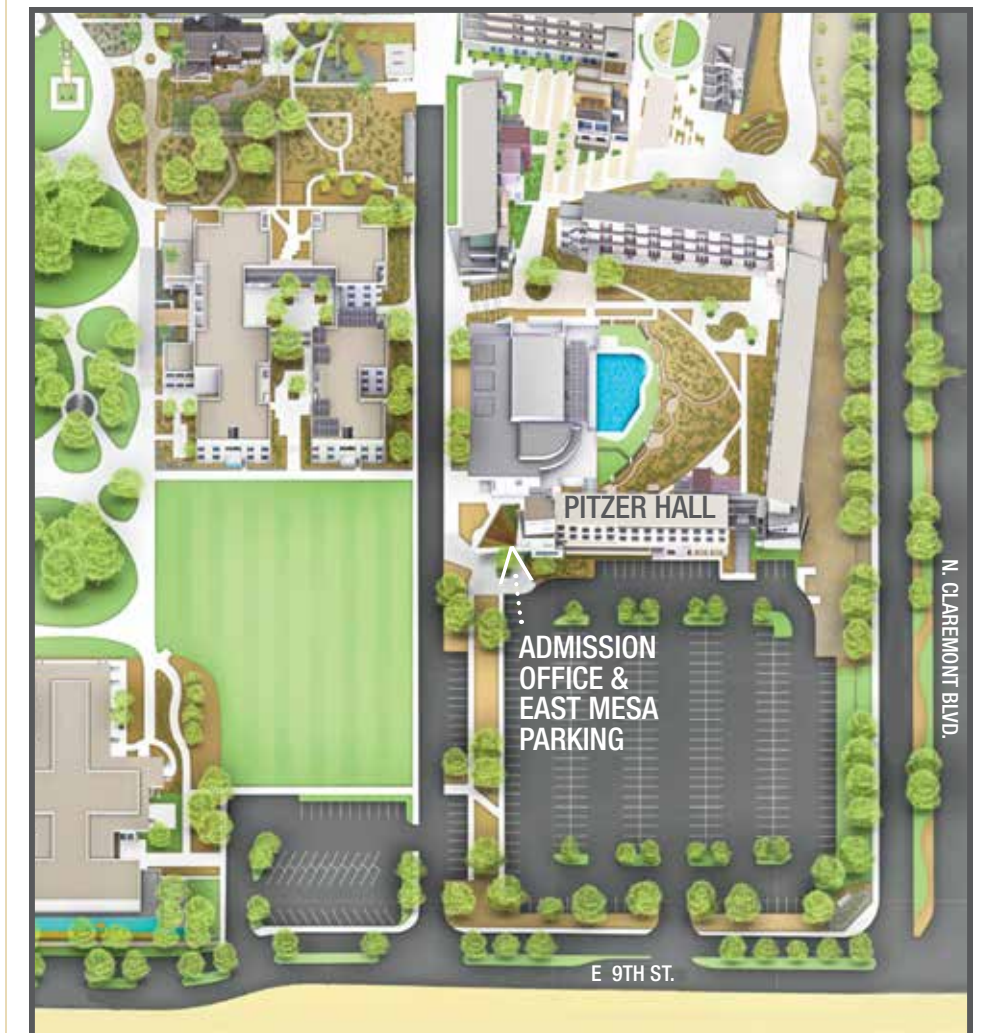 PITZER HALL
ADMISSION
OFFICE &
EAST MESA
PARKING
N. CLAREMONT BLVD.
E 9TH ST.